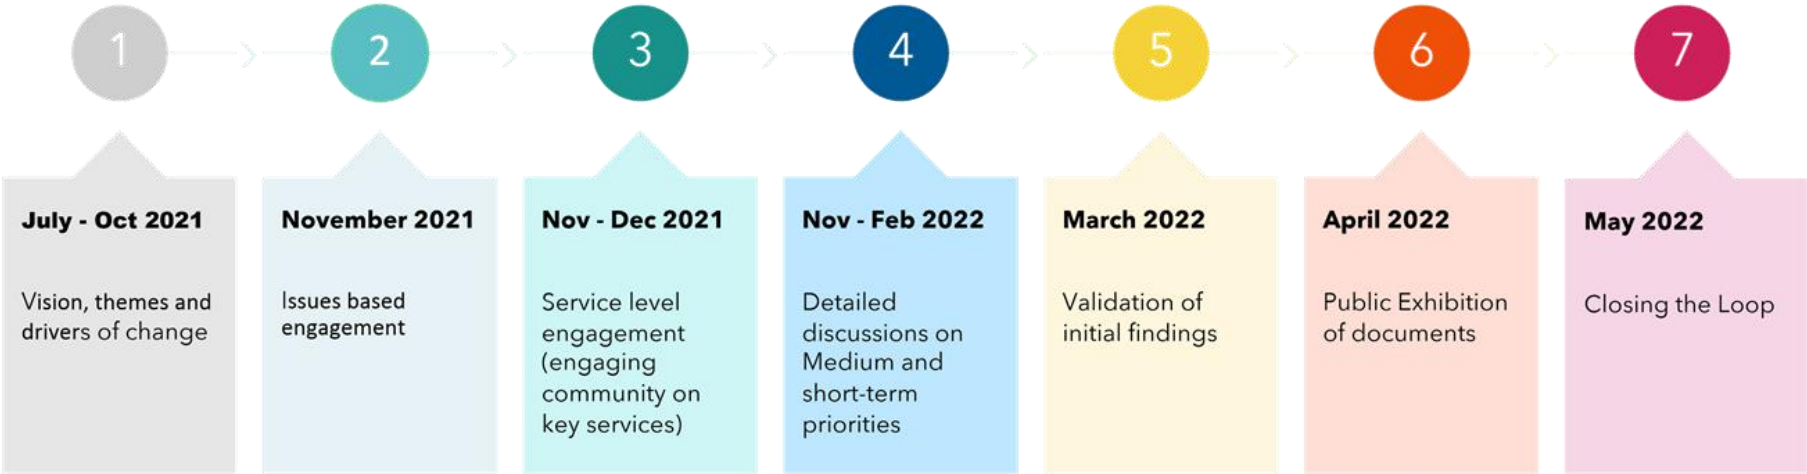 1
2
3
4
5
6
7
July - Oct 2021
Vision, themes and
drivers of change
November 2021
Issues based
engagement
Nov - Dec 2021
Service level
engagement
(engaging
community on
key services)
Nov - Feb 2022
Detailed
discussions on
Medium and
short-term
priorities
March 2022
Validation of
initial findings
April 2022
Public Exhibition
of documents
May 2022
Closing the Loop